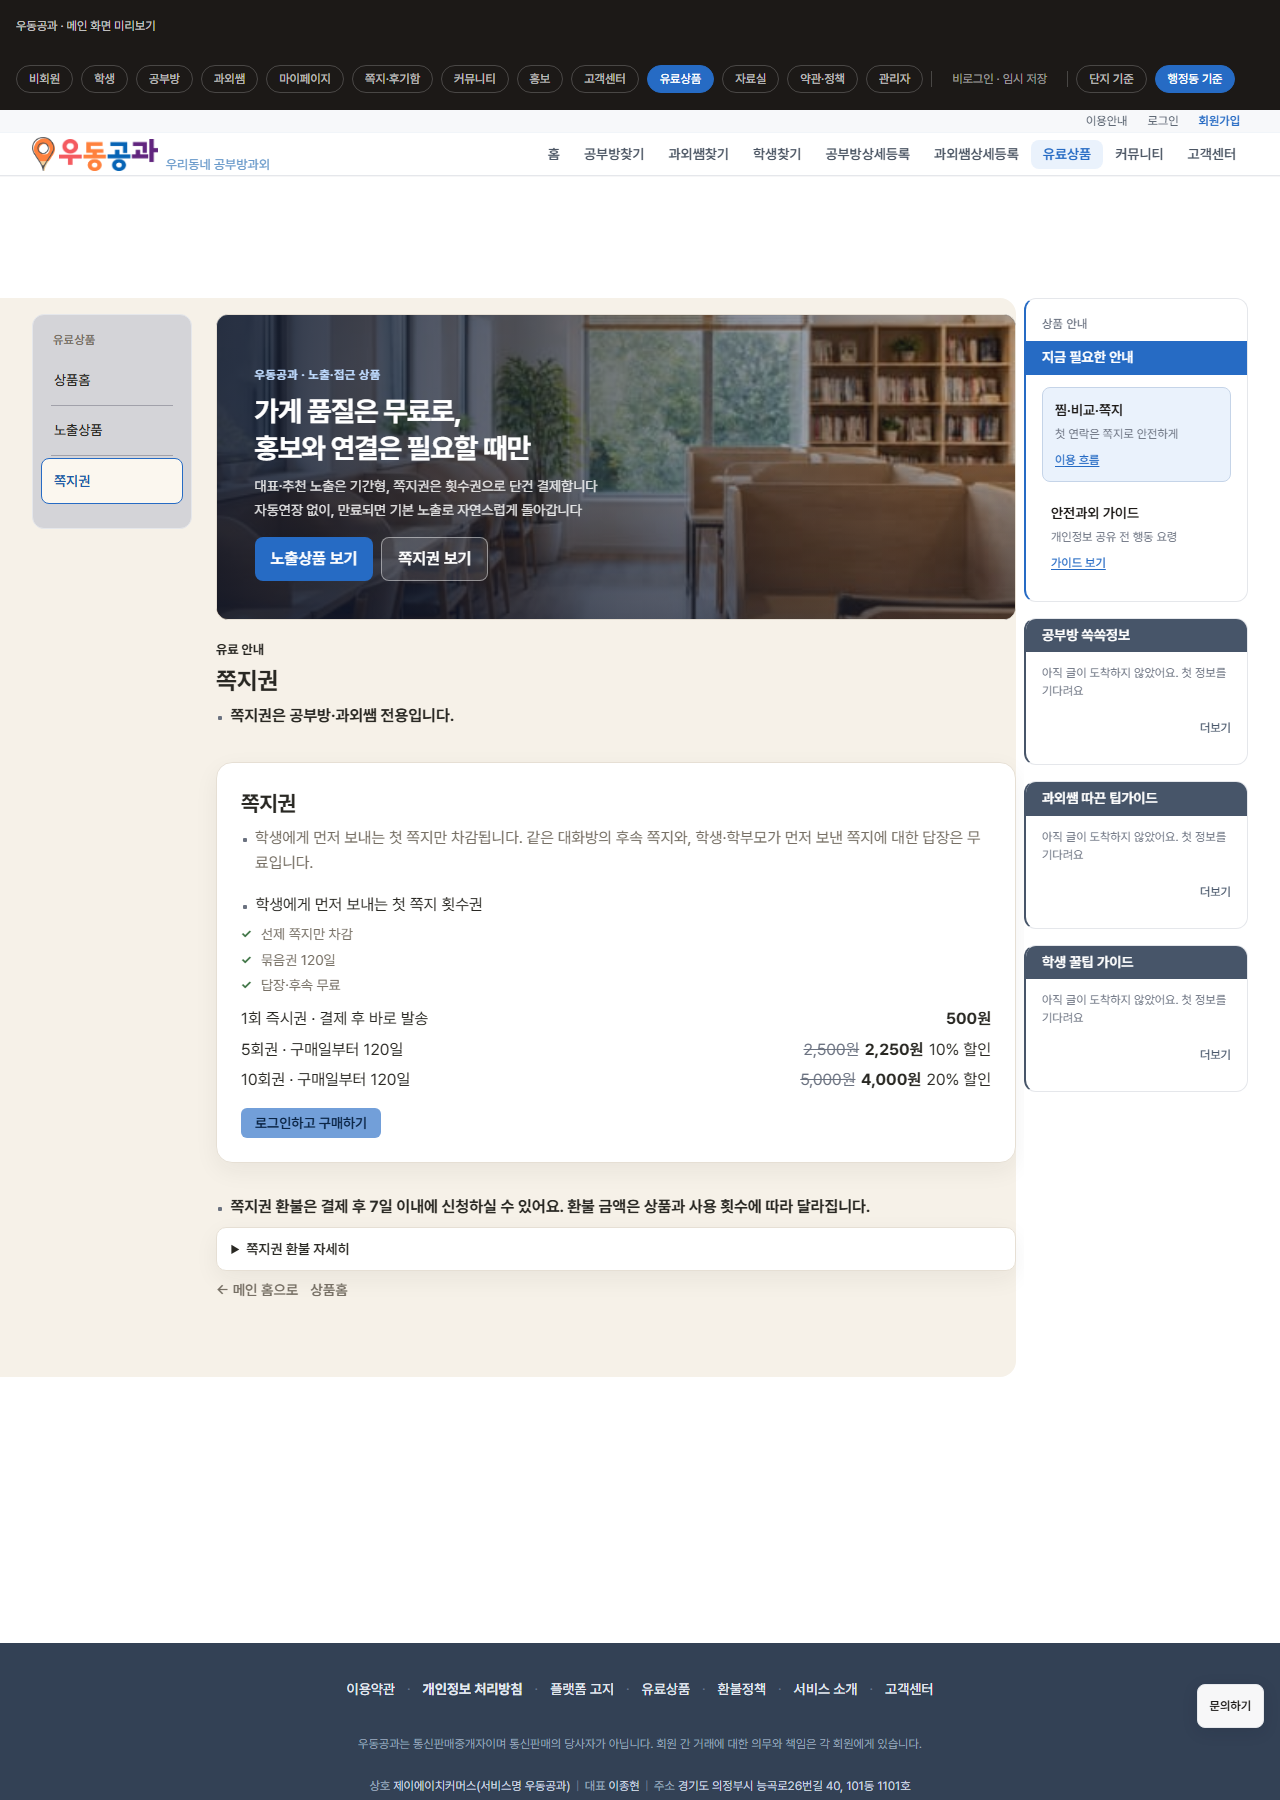 우동공과 · 메인 화면 미리보기
비회원 학생 공부방 과외쌤 마이페이지 쪽지·후기함 커뮤니티 홍보 고객센터 유료상품 자료실 약관·정책 관리자 비로그인 · 임시 저장 단지 기준 행정동 기준
이용안내 로그인 회원가입
우동공과 우리동네 공부방과외
홈 공부방찾기 과외쌤찾기 학생찾기 공부방상세등록 과외쌤상세등록 유료상품 커뮤니티 고객센터
유료상품
상품홈
노출상품
쪽지권
우동공과 · 노출·접근 상품
가게 품질은 무료로,
홍보와 연결은 필요할 때만
대표·추천 노출은 기간형, 쪽지권은 횟수권으로 단건 결제합니다
자동연장 없이, 만료되면 기본 노출로 자연스럽게 돌아갑니다
노출상품 보기 쪽지권 보기
유료 안내
쪽지권
쪽지권은 공부방·과외쌤 전용입니다.
쪽지권
학생에게 먼저 보내는 첫 쪽지만 차감됩니다. 같은 대화방의 후속 쪽지와, 학생·학부모가 먼저 보낸 쪽지에 대한 답장은 무
료입니다.
학생에게 먼저 보내는 첫 쪽지 횟수권
✓ 선제 쪽지만 차감
✓ 묶음권 120일
✓ 답장·후속 무료
1회 즉시권 · 결제 후 바로 발송 500원
5회권 · 구매일부터 120일 2,500원 2,250원 10% 할인
10회권 · 구매일부터 120일 5,000원 4,000원 20% 할인
로그인하고 구매하기
쪽지권 환불은 결제 후 7일 이내에 신청하실 수 있어요. 환불 금액은 상품과 사용 횟수에 따라 달라집니다.
▶ 쪽지권 환불 자세히
← 메인 홈으로 상품홈
상품 안내
지금 필요한 안내
찜·비교·쪽지
첫 연락은 쪽지로 안전하게
이용 흐름
안전과외 가이드
개인정보 공유 전 행동 요령
가이드 보기
공부방 쏙쏙정보
아직 글이 도착하지 않았어요. 첫 정보를
기다려요
더보기
과외쌤 따끈 팁가이드
아직 글이 도착하지 않았어요. 첫 정보를
기다려요
더보기
학생 꿀팁 가이드
아직 글이 도착하지 않았어요. 첫 정보를
기다려요
더보기
이용약관 · 개인정보 처리방침 · 플랫폼 고지 · 유료상품 · 환불정책 · 서비스 소개 · 고객센터
문의하기
우동공과는 통신판매중개자이며 통신판매의 당사자가 아닙니다. 회원 간 거래에 대한 의무와 책임은 각 회원에게 있습니다.
상호 제이에이치커머스(서비스명 우동공과) | 대표 이종현 | 주소 경기도 의정부시 능곡로26번길 40, 101동 1101호